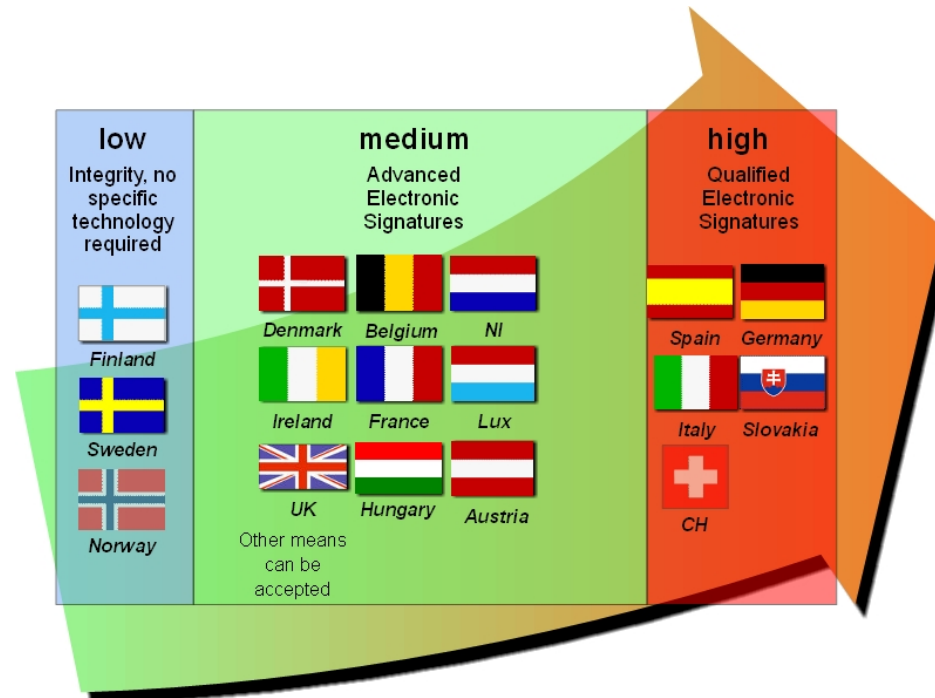 low
Integrity, no
specific
technology
required
Finland
Sweden
Norway
medium
Advanced
Electronic
Signatures
Denmark Belgium Nl
Ireland France Lux
UK Hungary Austria
Other means
can be
accepted
high
Qualified
Electronic
Signatures
Spain Germany
Italy Slovakia
CH